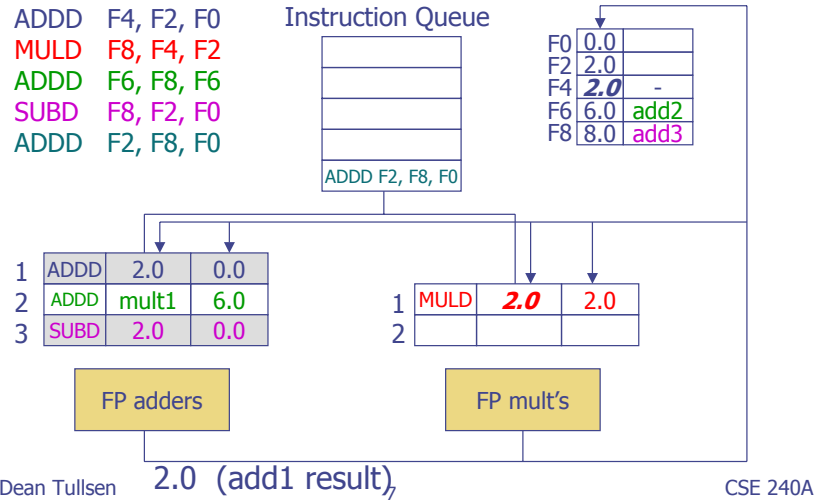 ADDD F4, F2, F0
MULD F8, F4, F2
ADDD F6, F8, F6
SUBD F8, F2, F0
ADDD F2, F8, F0
Instruction Queue
ADDD F2, F8, F0
F0 0.0
F2 2.0
F4 2.0 -
F6 6.0 add2
F8 8.0 add3
1 ADDD 2.0 0.0
2 ADDD mult1 6.0
3 SUBD 2.0 0.0
1 MULD 2.0 2.0
2
FP adders
FP mult's
Dean Tullsen
2.0 (add1 result)
7
CSE 240A